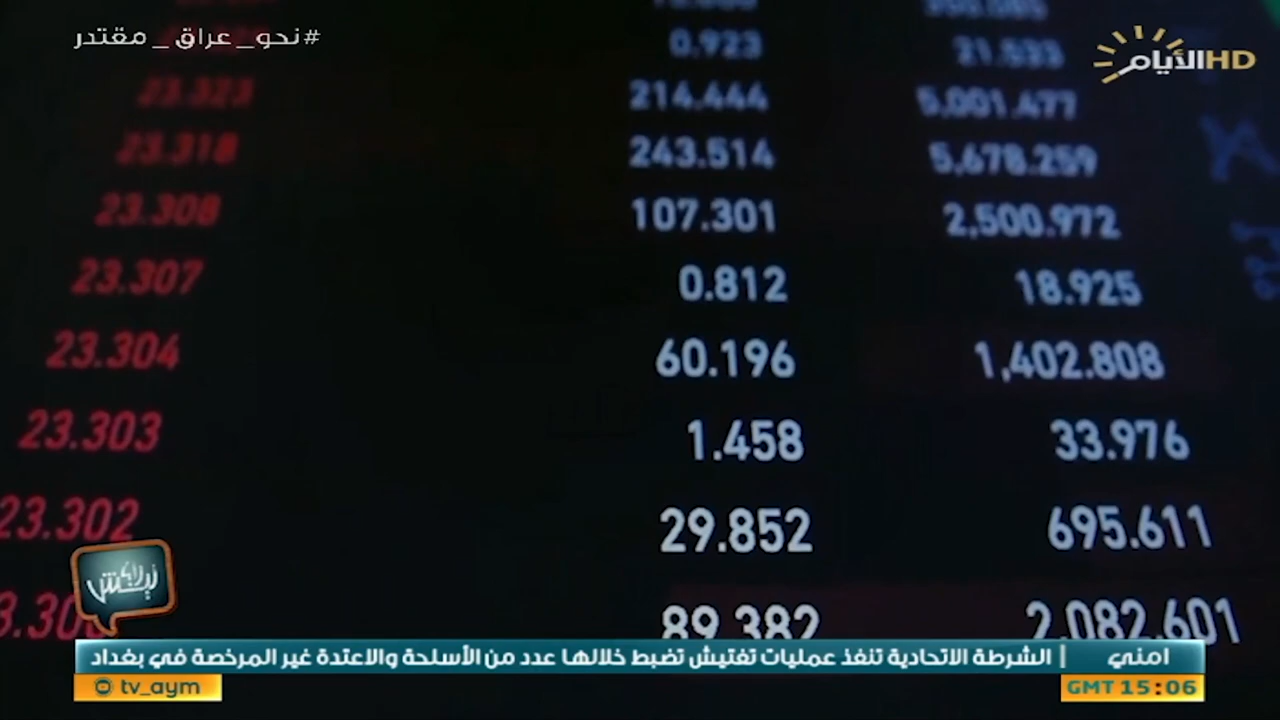 #نحو_ عراق _ مقتدر
الأيام HD
0.923 21.533
23.323 214.444 5,001.477
23.318 243.514 5,678.259
23.308 107.301 2,500.972
23.307 0.812 18.925
23.304 60.196 1,402.808
23.303 1.458 33.976
23.302 29.852 695.611
89.382 2,082.601
امني | الشرطة الاتحادية تنفذ عمليات تفتيش تضبط خلالها عدد من الأسلحة والاعتدة غير المرخصة في بغداد
tv_aym
GMT 15:06